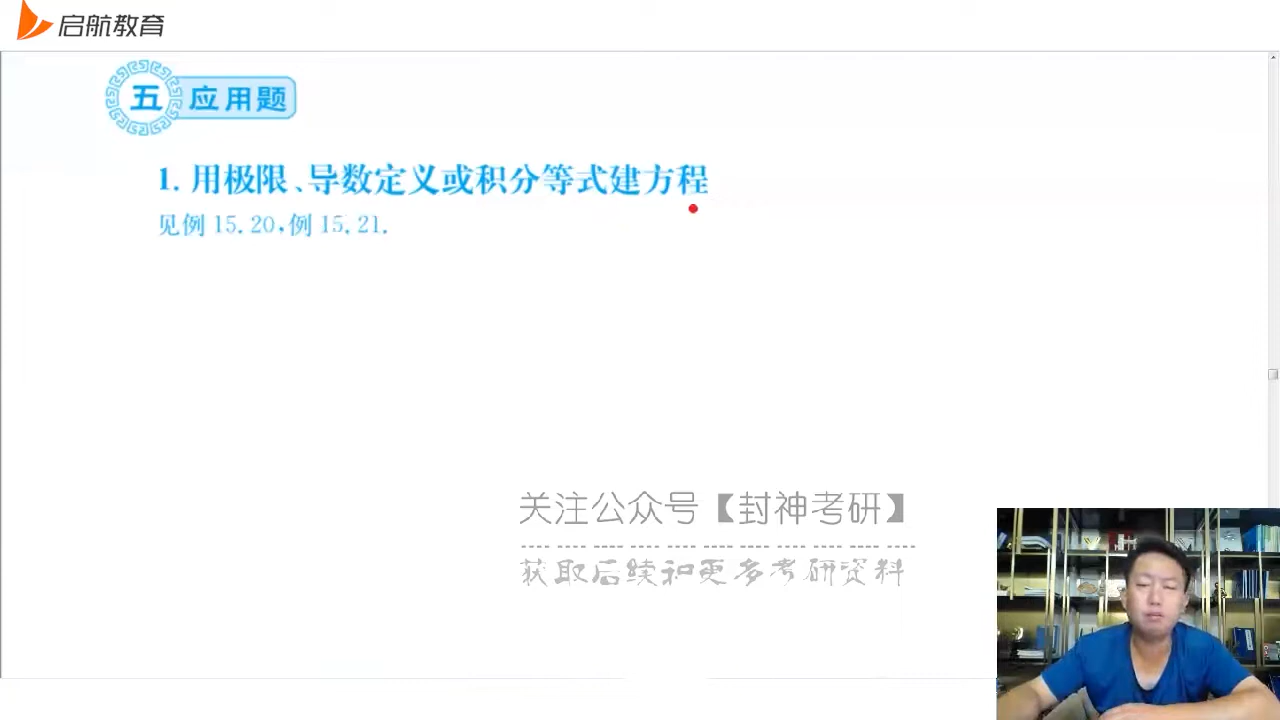 启航教育
五 应用题
1. 用极限、导数定义或积分等式建方程
见例 15.20,例 15.21.
关注公众号【封神考研】
获取后续和更多考研资料